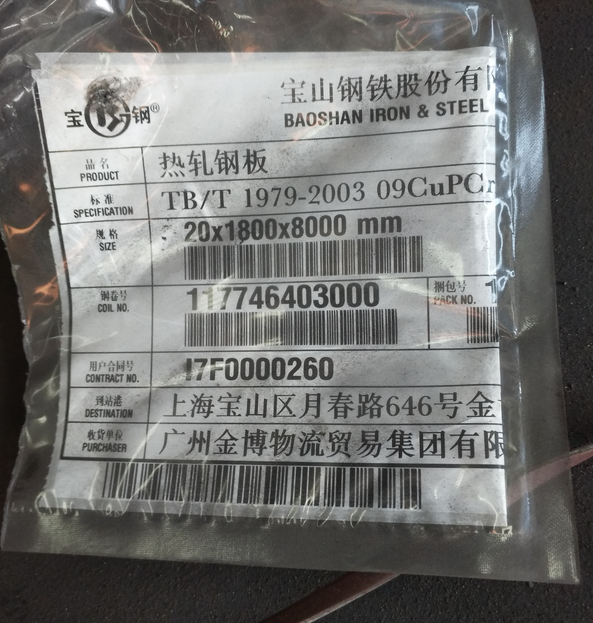 宝山钢铁股份有
宝 钢®
BAOSHAN IRON & STEEL
品名 热轧钢板
PRODUCT
标准 TB/T 1979-2003 09CuPCr
SPECIFICATION
规格 20x1800x8000 mm
SIZE
钢卷号 117746403000 捆包号 1
COIL NO. PACK NO.
用户合同号 I7F0000260
CONTRACT NO.
到站港 上海宝山区月春路646号金
DESTINATION
收货单位 广州金博物流贸易集团有限
PURCHASER